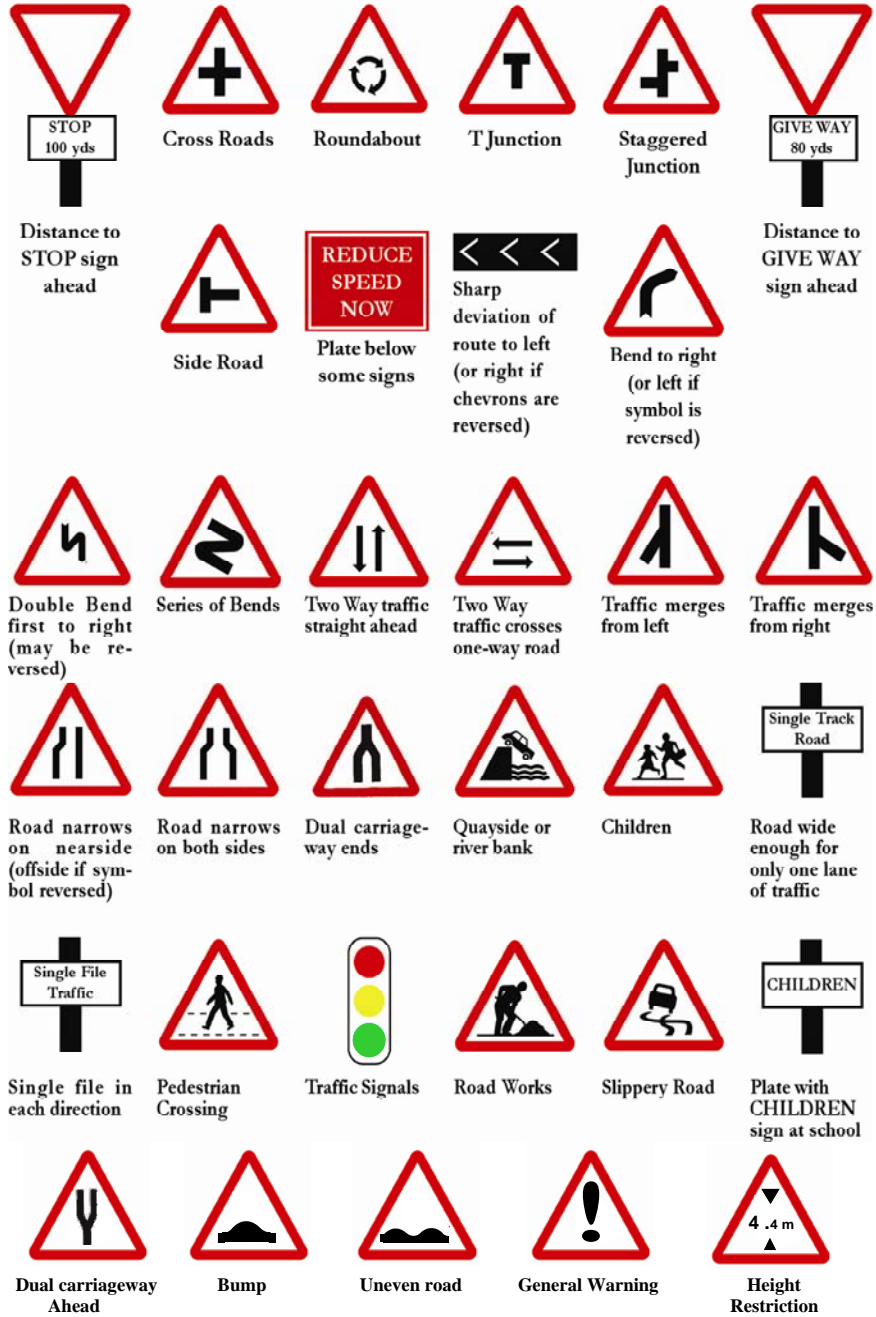 STOP
100 yds
Distance to
STOP sign
ahead
Cross Roads
Roundabout
T Junction
Staggered
Junction
GIVE WAY
80 yds
Distance to
GIVE WAY
sign ahead
Side Road
REDUCE
SPEED
NOW
Plate below
some signs
Sharp
deviation of
route to left
(or right if
chevrons are
reversed)
Bend to right
(or left if
symbol is
reversed)
Double Bend
first to right
(may be re-
versed)
Series of Bends
Two Way traffic
straight ahead
Two Way
traffic crosses
one-way road
Traffic merges
from left
Traffic merges
from right
Road narrows
on nearside
(offside if sym-
bol reversed)
Road narrows
on both sides
Dual carriage-
way ends
Quayside or
river bank
Children
Single Track
Road
Road wide
enough for
only one lane
of traffic
Single File
Traffic
Single file in
each direction
Pedestrian
Crossing
Traffic Signals
Road Works
Slippery Road
CHILDREN
Plate with
CHILDREN
sign at school
Dual carriageway
Ahead
Bump
Uneven road
General Warning
4 .4 m
Height
Restriction